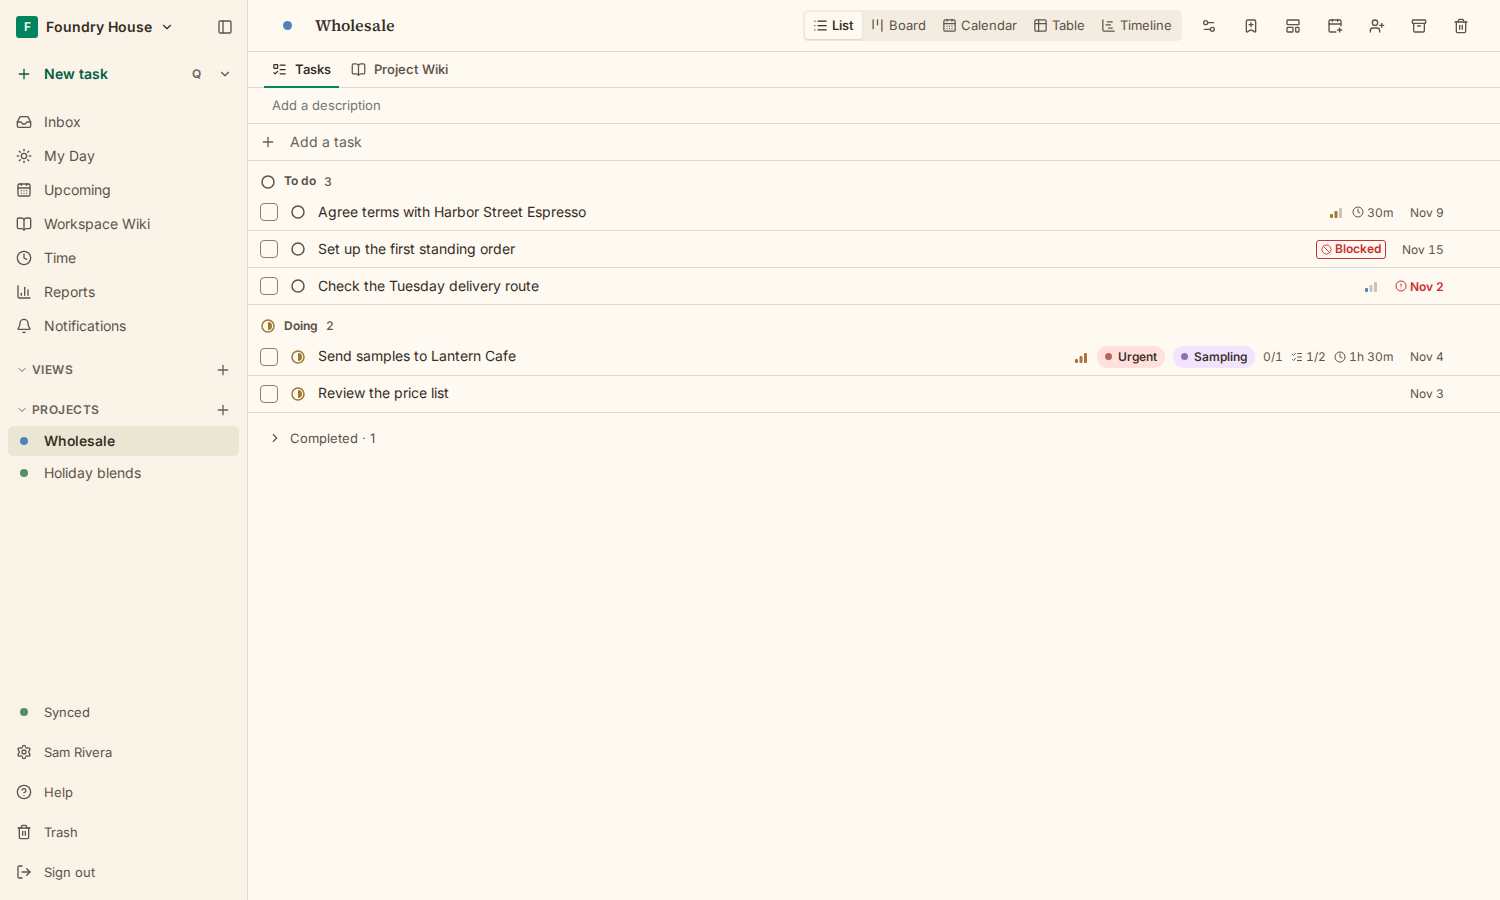 F Foundry House
New task Q
Inbox
My Day
Upcoming
Workspace Wiki
Time
Reports
Notifications
VIEWS
PROJECTS
Wholesale
Holiday blends
Synced
Sam Rivera
Help
Trash
Sign out
Wholesale
List Board Calendar Table Timeline
Tasks Project Wiki
Add a description
Add a task
To do 3
Agree terms with Harbor Street Espresso 30m Nov 9
Set up the first standing order Blocked Nov 15
Check the Tuesday delivery route Nov 2
Doing 2
Send samples to Lantern Cafe Urgent Sampling 0/1 1/2 1h 30m Nov 4
Review the price list Nov 3
Completed · 1